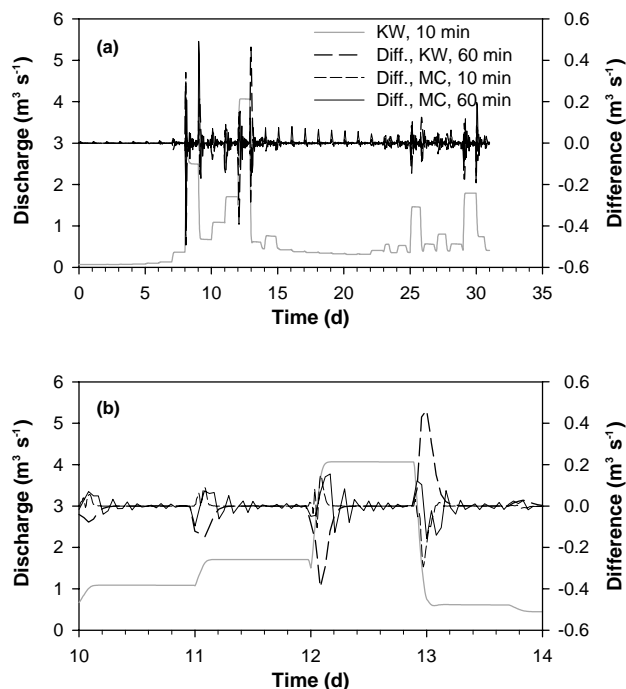 (a)
KW, 10 min
Diff., KW, 60 min
Diff., MC, 10 min
Diff., MC, 60 min
Discharge (m³ s⁻¹)
6
5
4
3
2
1
0
Difference (m³ s⁻¹)
0.6
0.4
0.2
0.0
-0.2
-0.4
-0.6
0 5 10 15 20 25 30 35
Time (d)
(b)
Discharge (m³ s⁻¹)
6
5
4
3
2
1
0
Difference (m³ s⁻¹)
0.6
0.4
0.2
0.0
-0.2
-0.4
-0.6
10 11 12 13 14
Time (d)